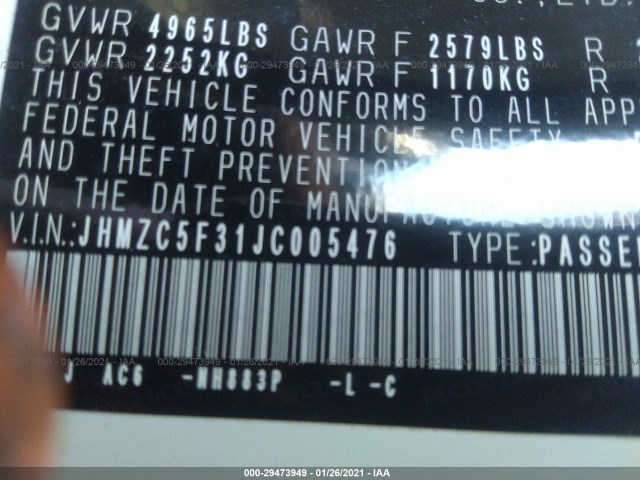 CO.,LTD.
GVWR 4965LBS GAWR F 2579LBS R
GVWR 2252KG GAWR F 1170KG R
THIS VEHICLE CONFORMS TO ALL APP
FEDERAL MOTOR VEHICLE SAFETY
AND THEFT PREVENTION
ON THE DATE OF MANUFACTURE SHOWN
V.I.N.:JHMZC5F31JC005476 TYPE:PASSE
J AC6 -NH883P -L -C
000-29473949 - 01/26/2021 - IAA